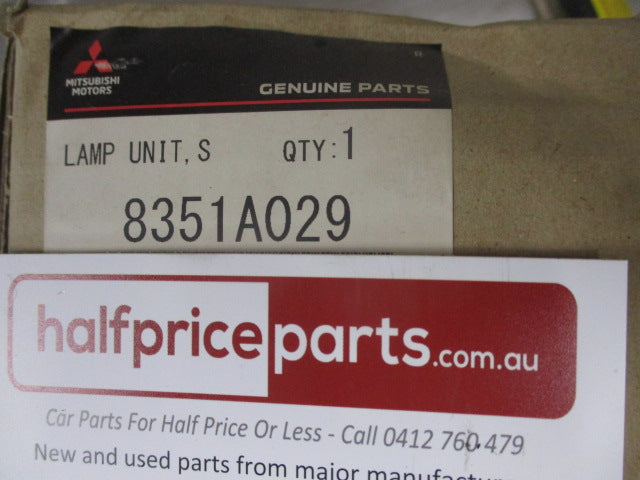 MITSUBISHI
MOTORS
GENUINE PARTS
LAMP UNIT, S QTY:1
8351A029
halfpriceparts.com.au
Car Parts For Half Price Or Less - Call 0412 760 479
New and used parts from major